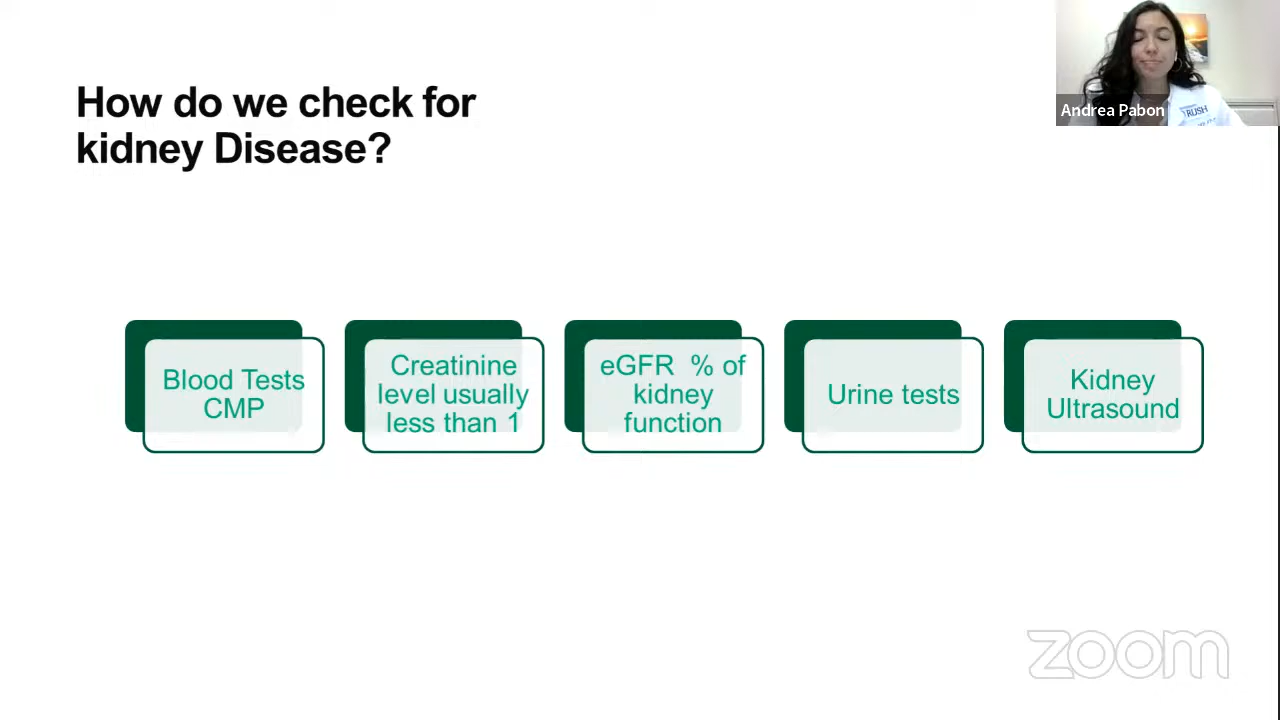 How do we check for
kidney Disease?
Andrea Pabon
RUSH
Blood Tests
CMP
Creatinine
level usually
less than 1
eGFR % of
kidney
function
Urine tests
Kidney
Ultrasound
zoom